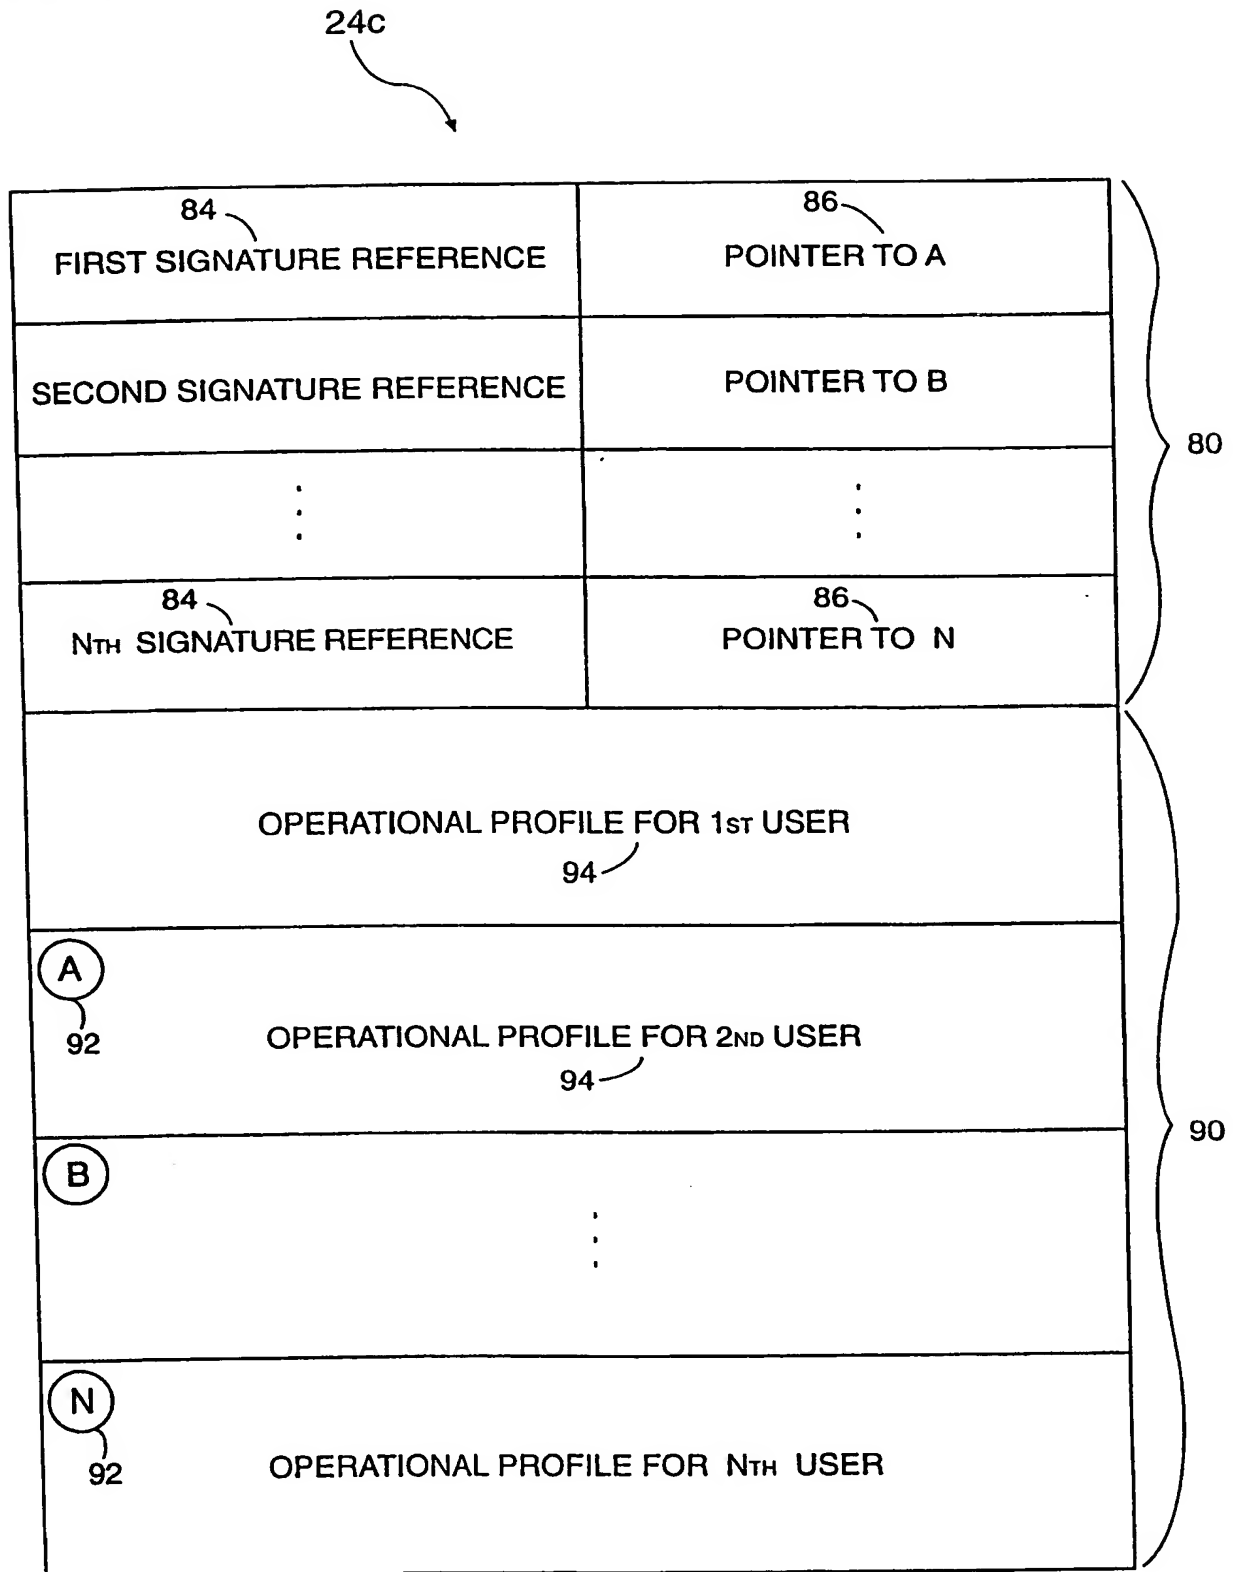 24c
84
86
FIRST SIGNATURE REFERENCE
POINTER TO A
SECOND SIGNATURE REFERENCE
POINTER TO B
80
84
86
NTH SIGNATURE REFERENCE
POINTER TO N
OPERATIONAL PROFILE FOR 1ST USER
94
A
92
OPERATIONAL PROFILE FOR 2ND USER
94
B
90
N
92
OPERATIONAL PROFILE FOR NTH USER